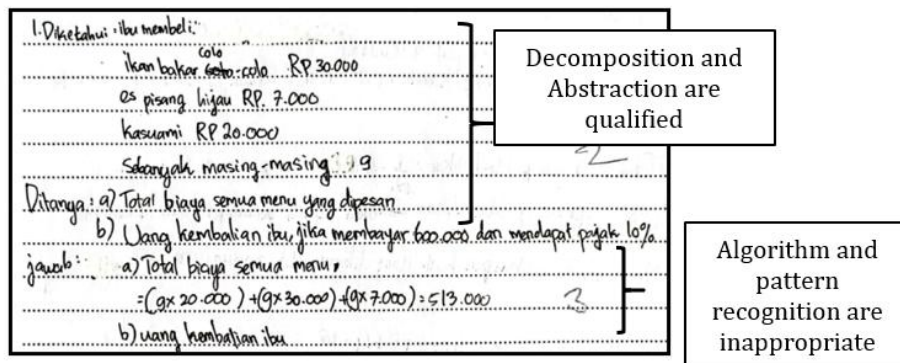 1. Diketahui : ibu membeli :
ikan bakar colo-colo RP 30.000
es pisang hijau RP. 7.000
Kasuami RP 20.000
Sebanyak masing-masing : 9
Ditanya : a) Total biaya semua menu yang dipesan
b) Uang kembalian ibu, jika membayar 600.000 dan mendapat pajak 10%
jawab : a) Total biaya semua menu,
= (9x 20.000) + (9x 30.000) + (9x 7.000) = 513.000
b) uang kembalian ibu
Decomposition and
Abstraction are
qualified
2
Algorithm and
pattern
recognition are
inappropriate
3